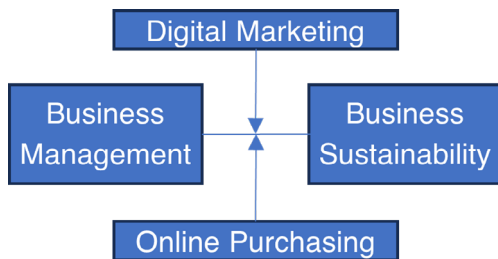 Digital Marketing
Business
Management
Business
Sustainability
Online Purchasing